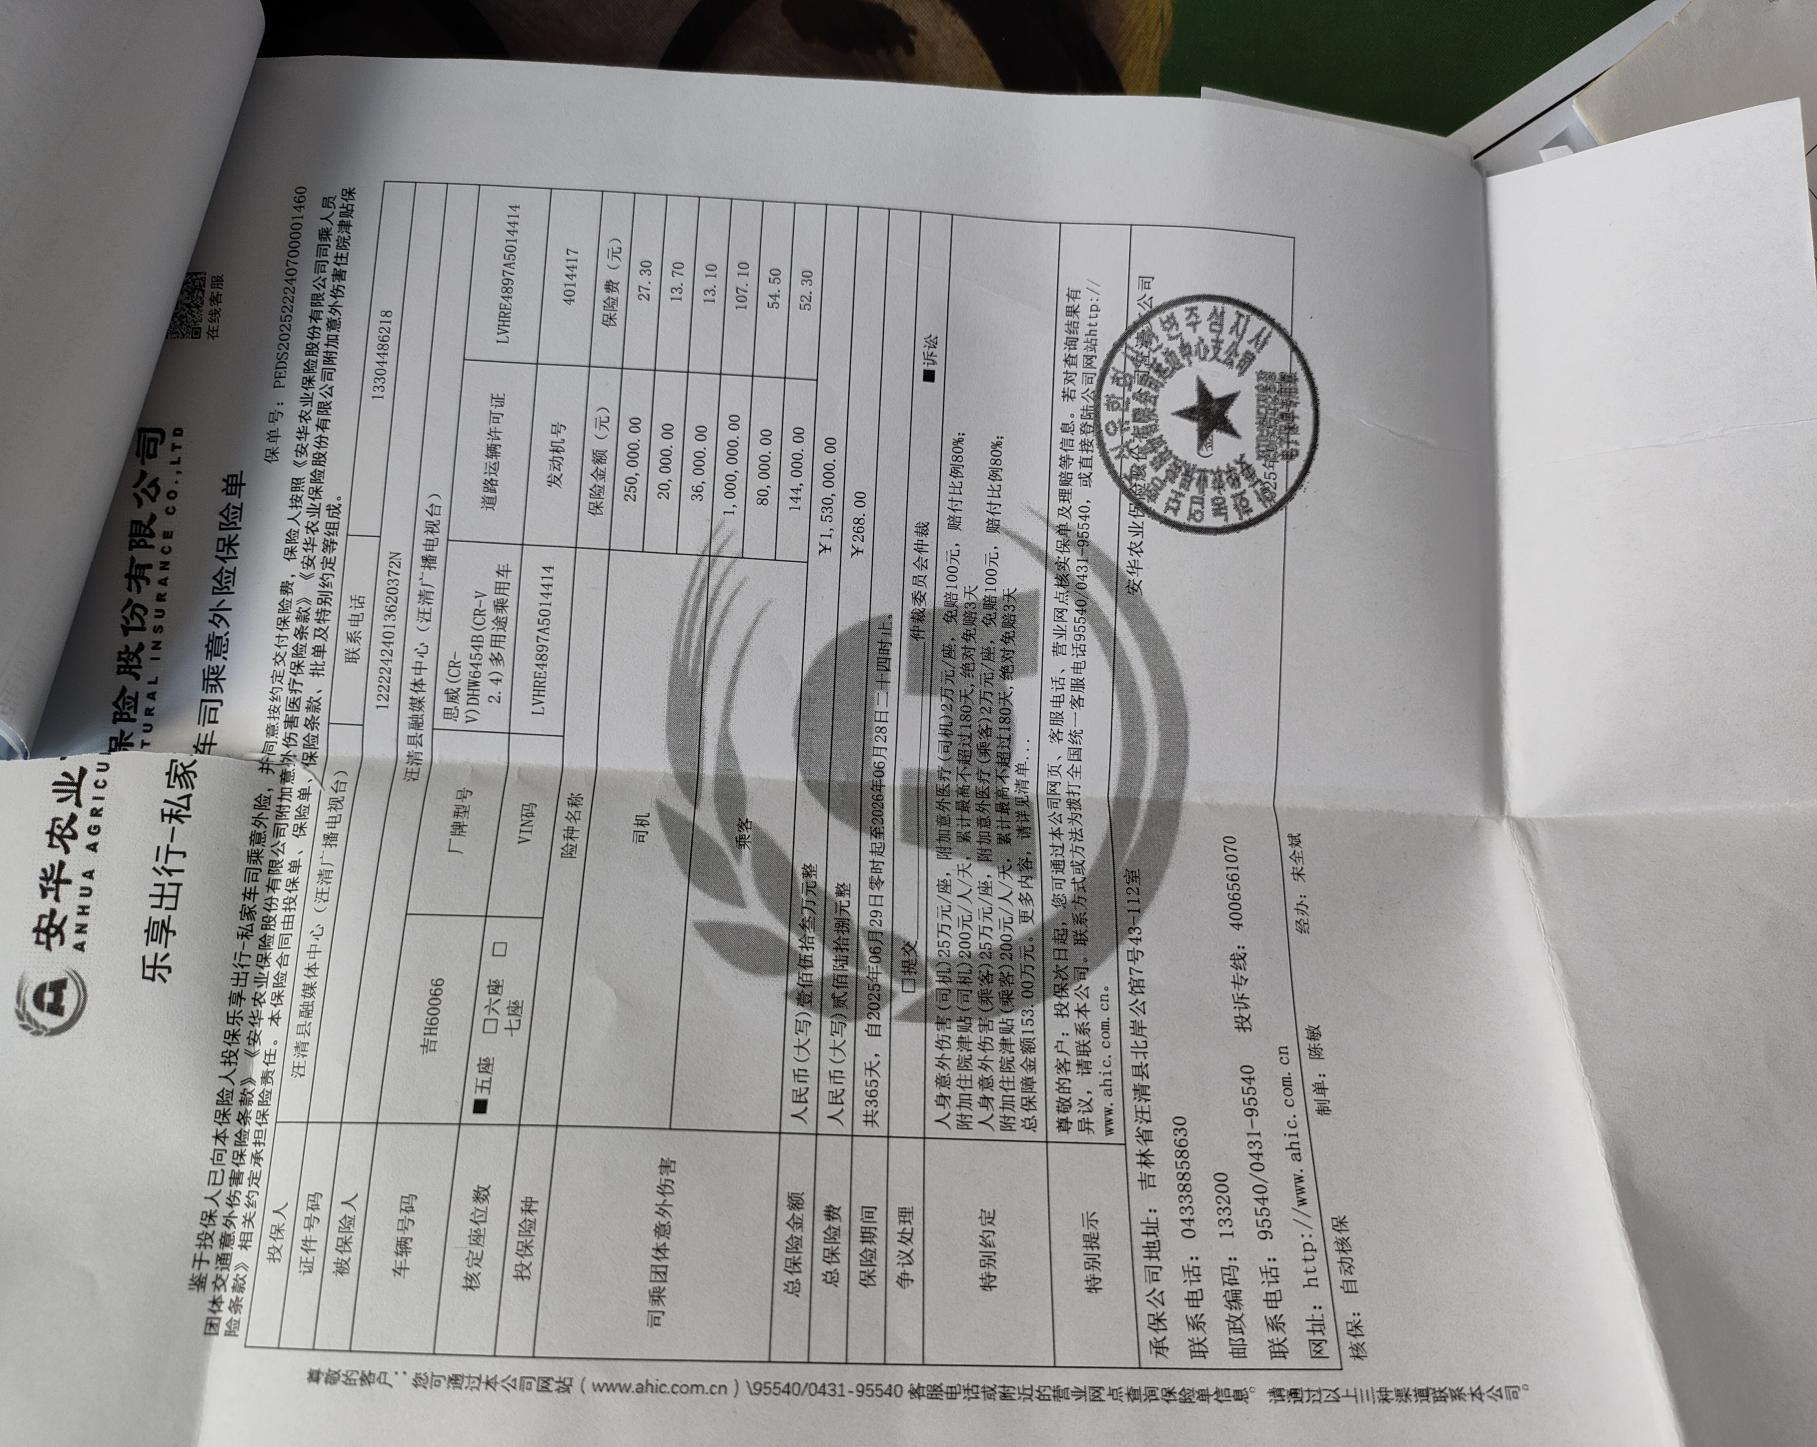 安华农业保险股份有限公司
ANHUA AGRICULTURAL INSURANCE CO.,LTD
在线客服
乐享出行-私家车司乘意外险保险单
保单号：PEDS20252224070000 1460
鉴于投保人已向本保险人投保乐享出行-私家车司乘意外险，并同意按约定交付保险费，保险人按照《安华农业保险股份有限公司司乘人员
团体交通意外伤害保险条款》《安华农业保险股份有限公司附加意外伤害医疗保险条款》《安华农业保险股份有限公司附加意外伤害住院津贴保
险条款》相关约定承担保险责任。本保险合同由投保单、保险单、保险条款、批单及特别约定等组成。
投保人 汪清县融媒体中心（汪清广播电视台） 联系电话 13304486218
证件号码 12222424013620372N
被保险人 汪清县融媒体中心（汪清广播电视台）
车辆号码 吉H60066 厂牌型号 思威(CR-V)DHW6454B(CR-V 2.4)多用途乘用车 道路运辆许可证 LVHRE4897A5014414
核定座位数 ■五座 □六座 □七座 VIN码 LVHRE4897A5014414 发动机号 4014417
投保险种 险种名称 保险金额（元） 保险费（元）
司乘团体意外伤害 司机 250,000.00 27.30
20,000.00 13.70
36,000.00 13.10
乘客 1,000,000.00 107.10
80,000.00 54.50
144,000.00 52.30
总保险金额 人民币(大写)壹佰伍拾叁万元整 ￥1,530,000.00
总保险费 人民币(大写)贰佰陆拾捌元整 ￥268.00
保险期间 共365天，自2025年06月29日零时起至2026年06月28日二十四时止。
争议处理 □提交 仲裁委员会仲裁 ■诉讼
特别约定 人身意外伤害(司机)25万元/座，附加意外医疗(司机)2万元/座，免赔100元，赔付比例80%；
附加住院津贴(司机)200元/人/天，累计最高不超过180天,绝对免赔3天
人身意外伤害(乘客)25万元/座，附加意外医疗(乘客)2万元/座，免赔100元，赔付比例80%；
附加住院津贴(乘客)200元/人/天，累计最高不超过180天,绝对免赔3天
总保障金额153.00万元。更多内容，请详见清单...
特别提示 尊敬的客户：投保次日起，您可通过本公司网页、客服电话、营业网点核实保单及理赔等信息。若对查询结果有
异议，请联系本公司。联系方式或方法为拨打全国统一客服电话95540/0431-95540，或直接登陆公司网站http://
www.ahic.com.cn。
承保公司地址：吉林省汪清县北岸公馆7号43-112室
联系电话：04338858630
邮政编码：133200
联系电话：95540/0431-95540 投诉专线：4006561070
网址：http://www.ahic.com.cn
安华农业保险股份有限公司
核保：自动核保 制单：陈敏 经办：宋全斌
尊敬的客户：您可通过本公司网站（www.ahic.com.cn）\95540/0431-95540客服电话或附近的营业网点查询保险单信息。请通过以上三种渠道联系本公司。